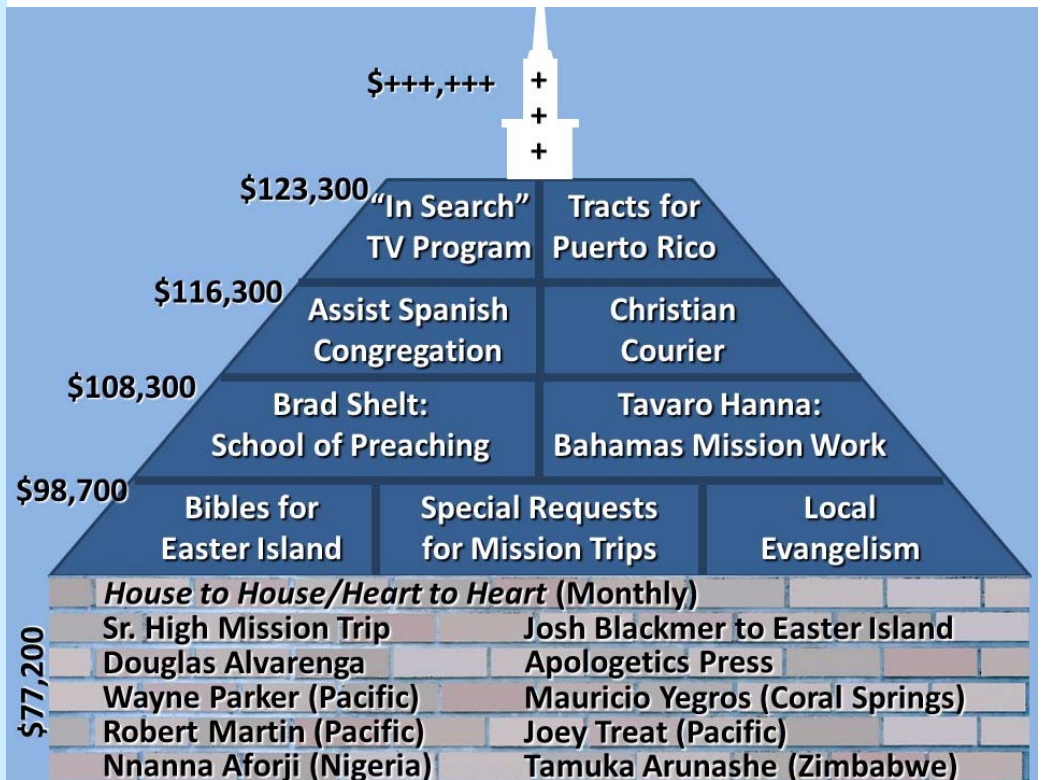 $+++,+++
+
+
+
$123,300
“In Search”
TV Program
Tracts for
Puerto Rico
$116,300
Assist Spanish
Congregation
Christian
Courier
$108,300
Brad Shelt:
School of Preaching
Tavaro Hanna:
Bahamas Mission Work
$98,700
Bibles for
Easter Island
Special Requests
for Mission Trips
Local
Evangelism
$77,200
House to House/Heart to Heart (Monthly)
Sr. High Mission Trip
Josh Blackmer to Easter Island
Douglas Alvarenga
Apologetics Press
Wayne Parker (Pacific)
Mauricio Yegros (Coral Springs)
Robert Martin (Pacific)
Joey Treat (Pacific)
Nnanna Aforji (Nigeria)
Tamuka Arunashe (Zimbabwe)